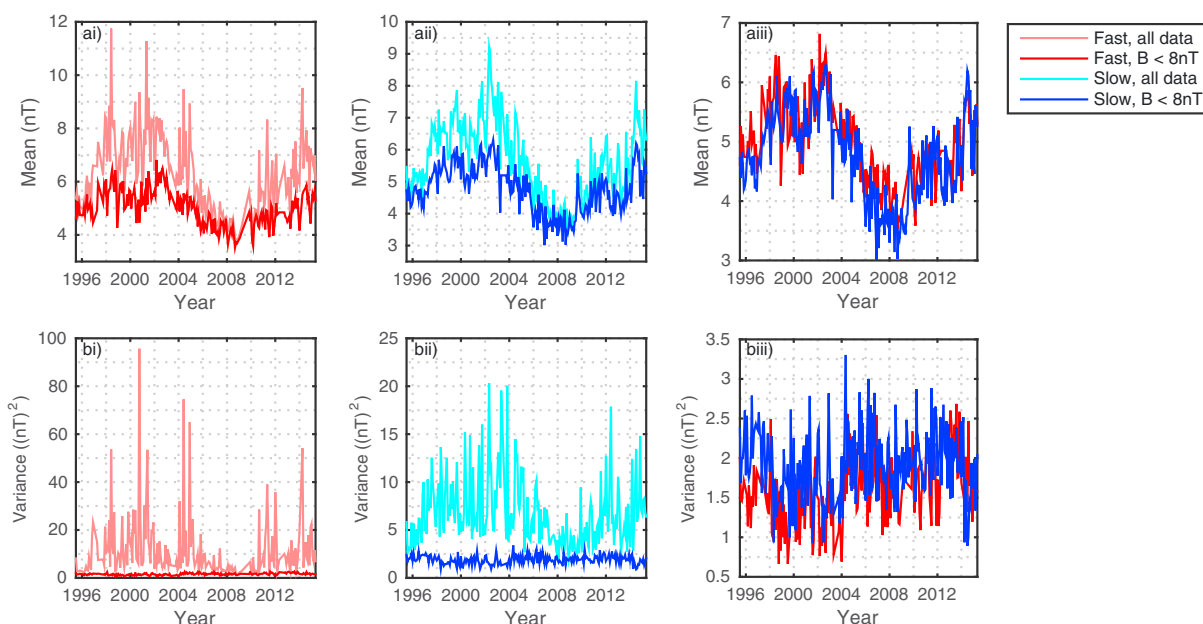 ai)
Mean (nT)
12
10
8
6
4
1996 2000 2004 2008 2012
Year
aii)
Mean (nT)
10
9
8
7
6
5
4
3
2
1996 2000 2004 2008 2012
Year
aiii)
Mean (nT)
7
6
5
4
3
1996 2000 2004 2008 2012
Year
Fast, all data
Fast, B < 8nT
Slow, all data
Slow, B < 8nT
bi)
Variance ((nT) 2)
100
80
60
40
20
0
1996 2000 2004 2008 2012
Year
bii)
Variance ((nT) 2)
25
20
15
10
5
0
1996 2000 2004 2008 2012
Year
biii)
Variance ((nT) 2)
3.5
3
2.5
2
1.5
1
0.5
1996 2000 2004 2008 2012
Year